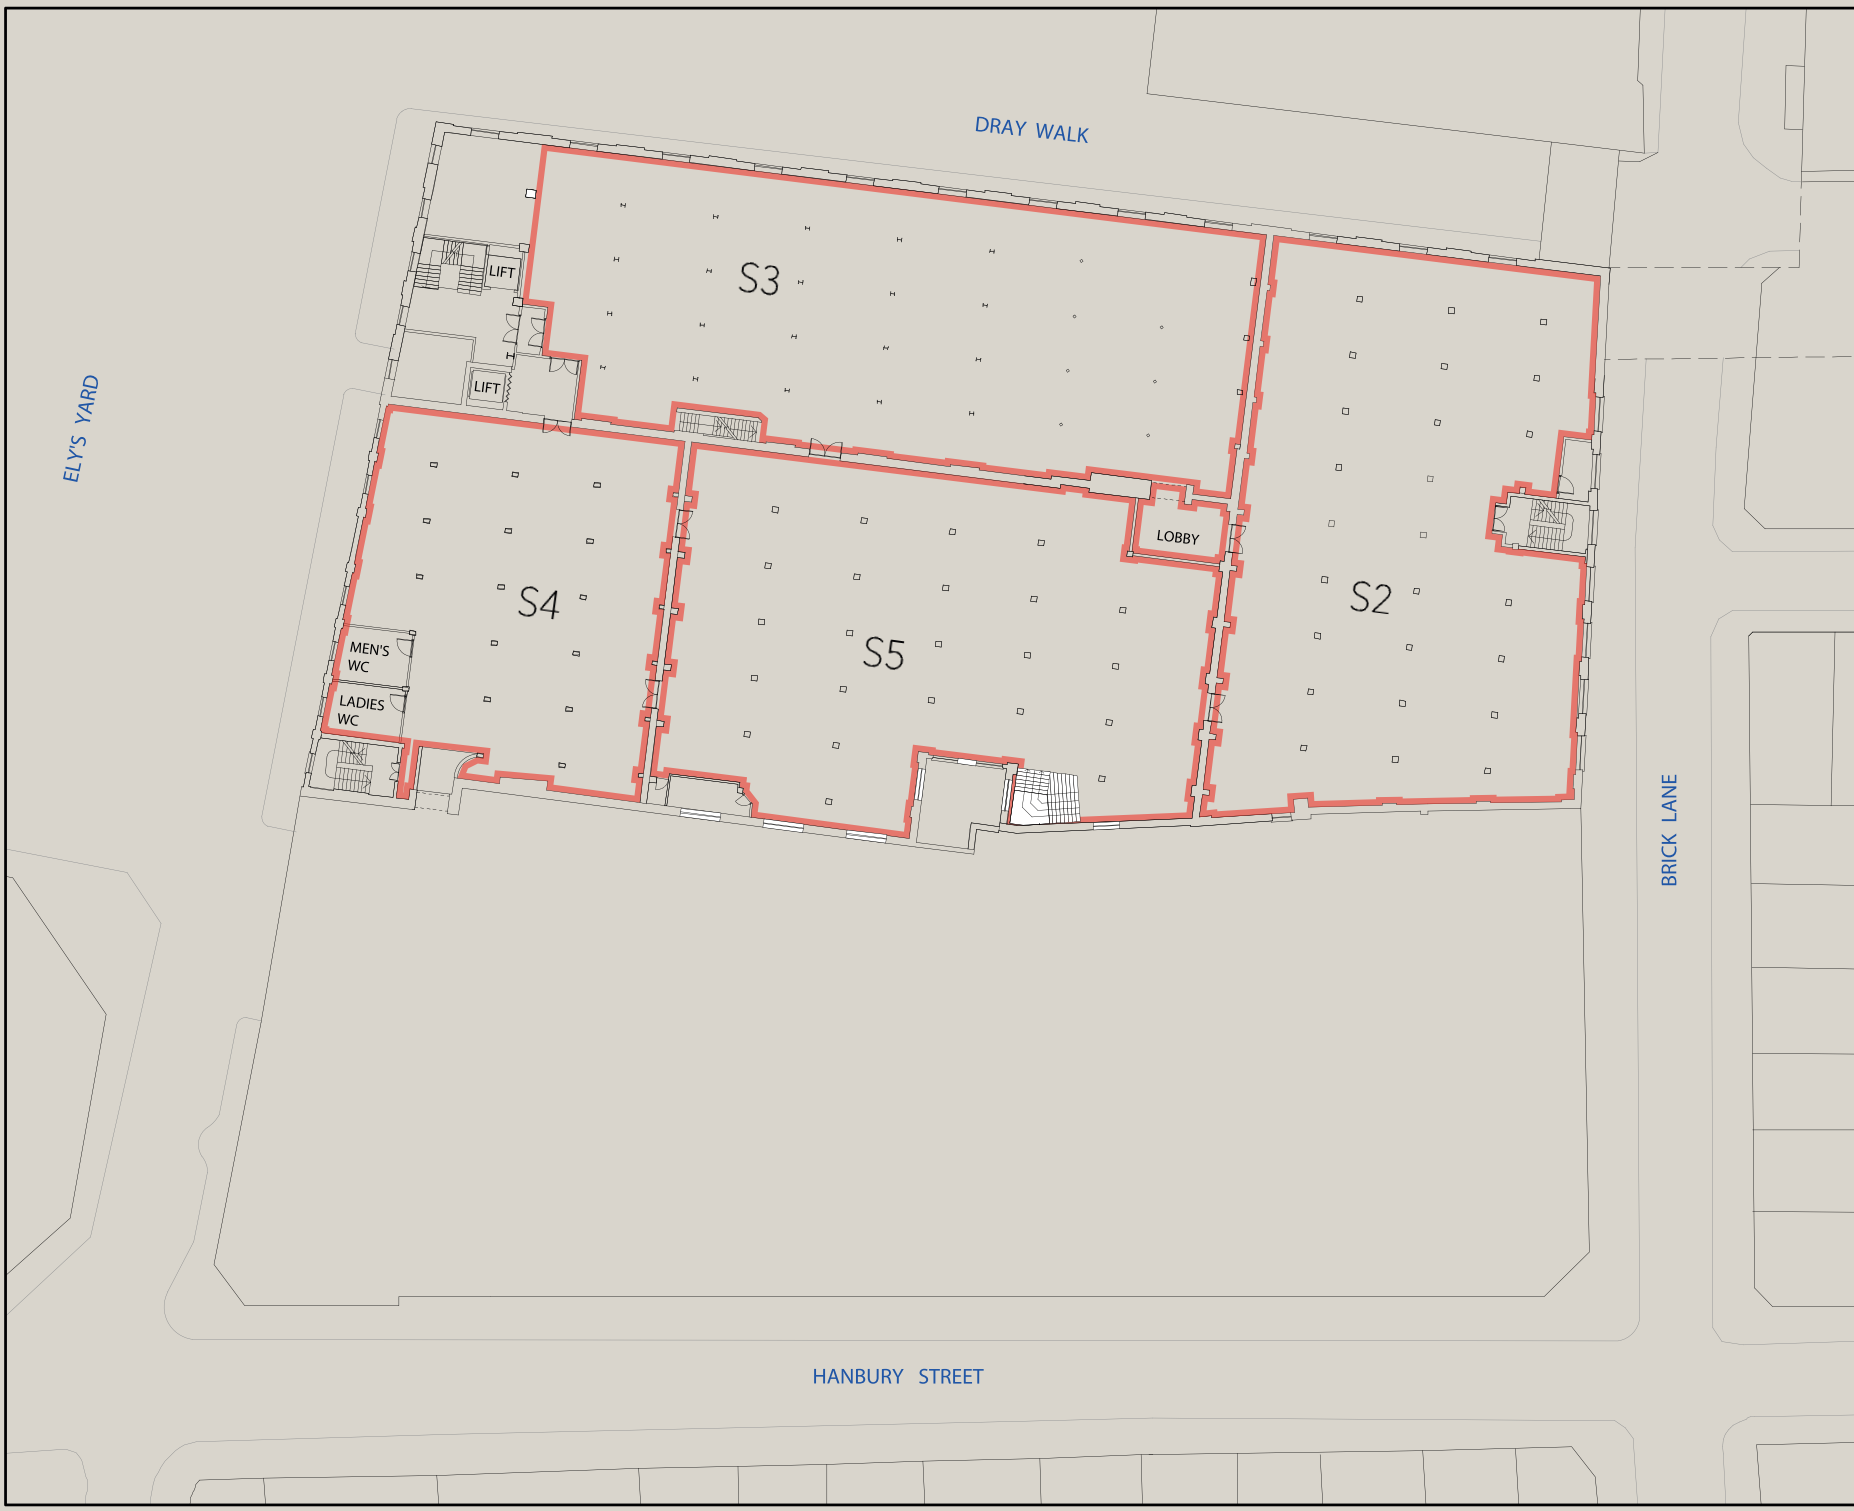 DRAY WALK
S3
LIFT
LIFT
ELY'S YARD
LOBBY
S4
S2
S5
MEN'S
WC
LADIES
WC
BRICK LANE
HANBURY STREET